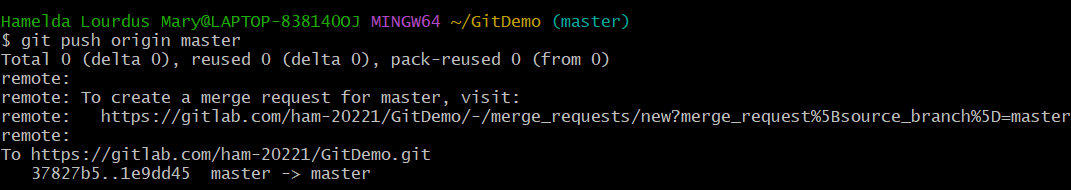 Hamelda Lourdus Mary@LAPTOP-83814OOJ MINGW64 ~/GitDemo (master)
$ git push origin master
Total 0 (delta 0), reused 0 (delta 0), pack-reused 0 (from 0)
remote:
remote: To create a merge request for master, visit:
remote:   https://gitlab.com/ham-20221/GitDemo/-/merge_requests/new?merge_request%5Bsource_branch%5D=master
remote:
To https://gitlab.com/ham-20221/GitDemo.git
   37827b5..1e9dd45  master -> master